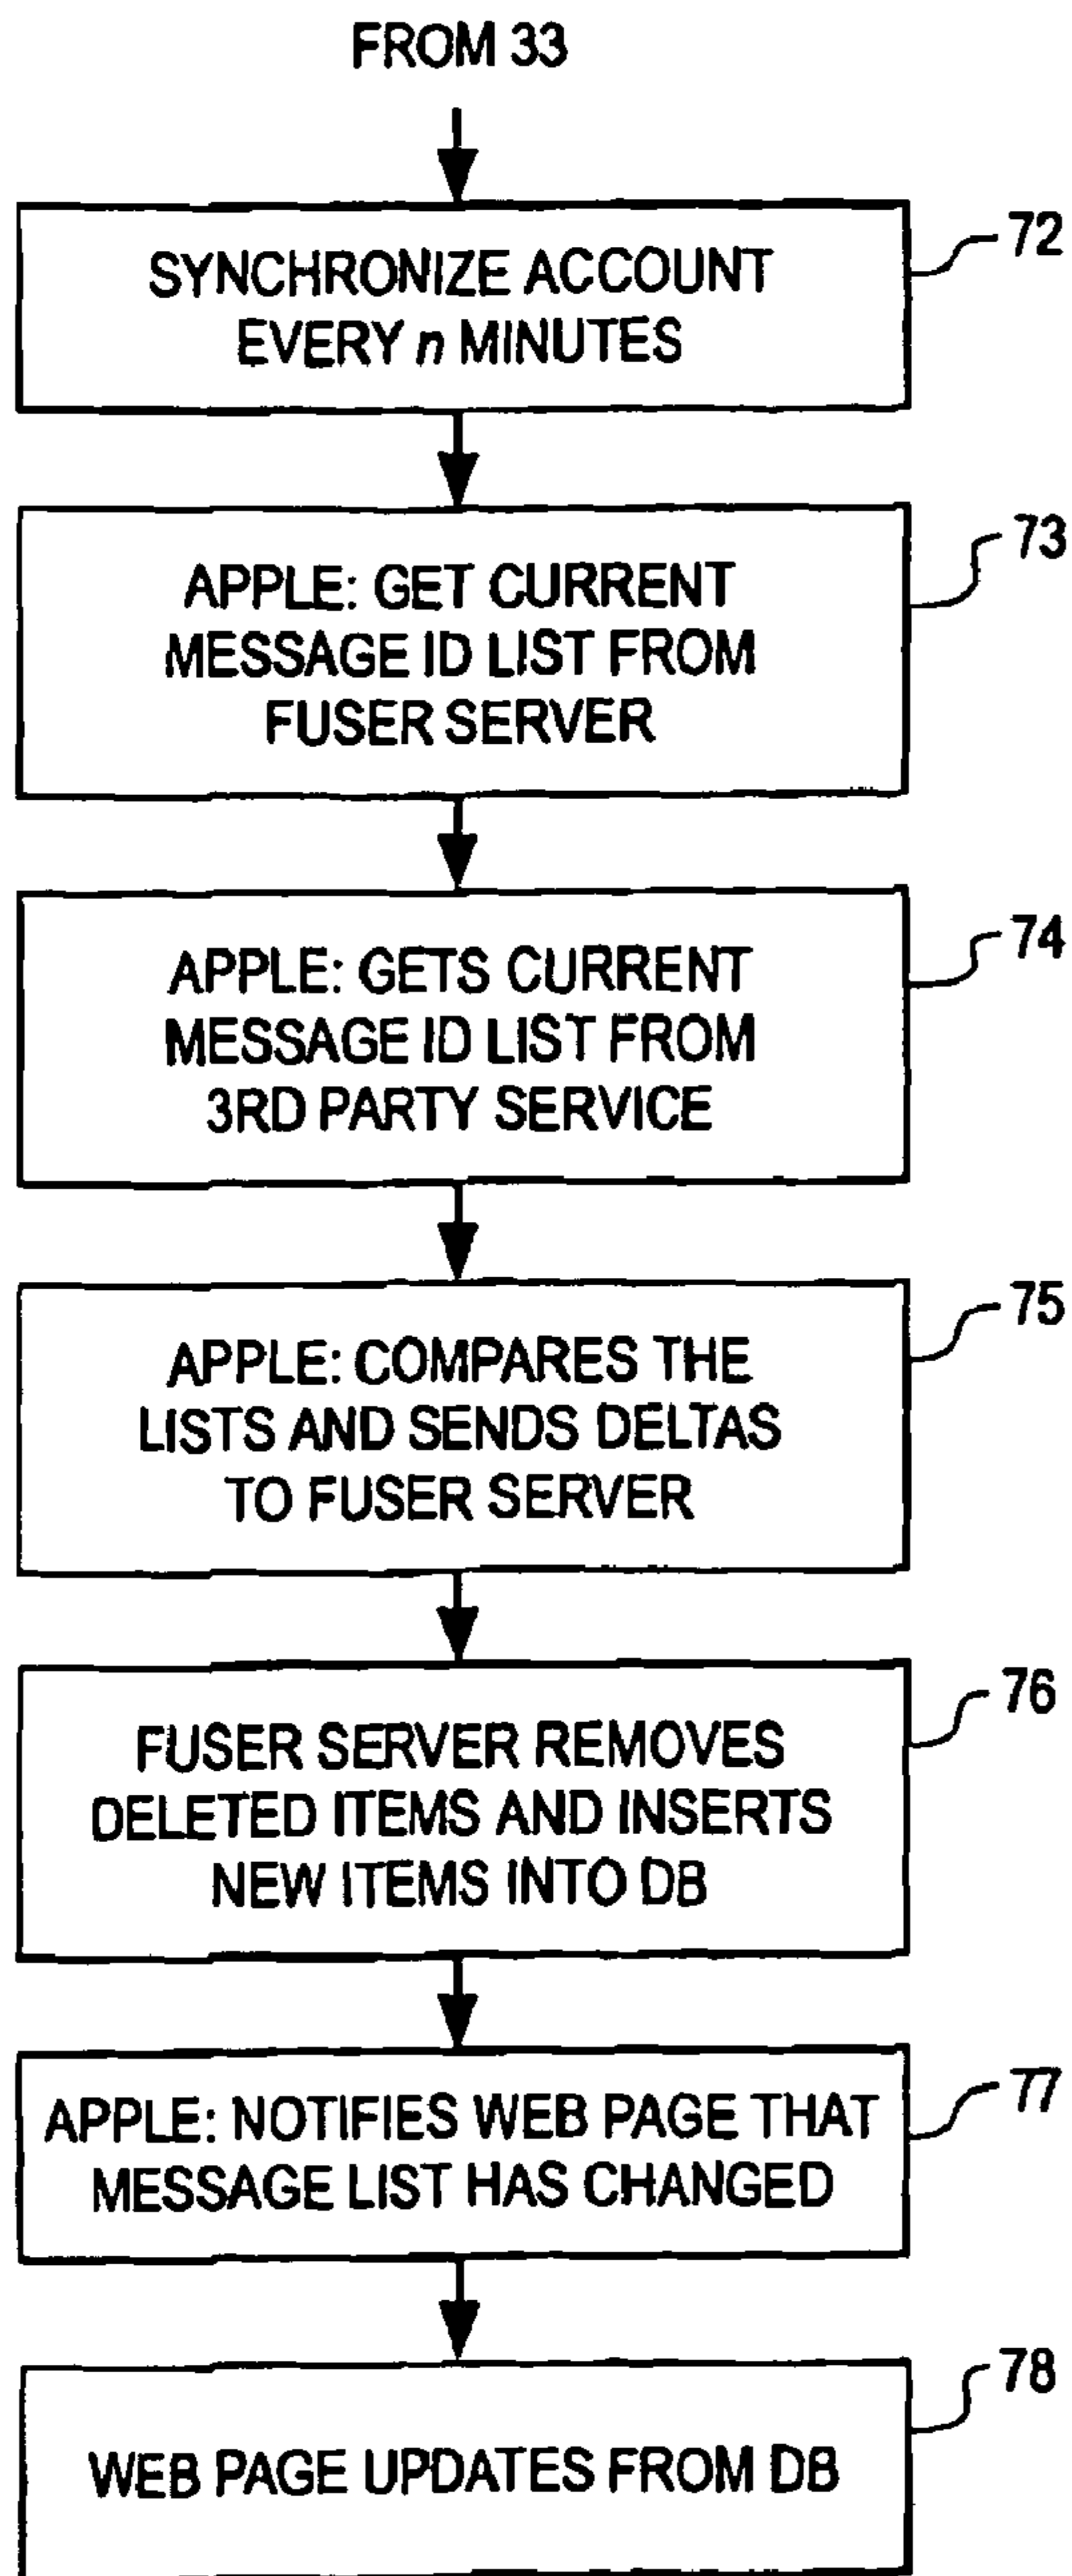 FROM 33
SYNCHRONIZE ACCOUNT
EVERY n MINUTES
72
APPLE: GET CURRENT
MESSAGE ID LIST FROM
FUSER SERVER
73
APPLE: GETS CURRENT
MESSAGE ID LIST FROM
3RD PARTY SERVICE
74
APPLE: COMPARES THE
LISTS AND SENDS DELTAS
TO FUSER SERVER
75
FUSER SERVER REMOVES
DELETED ITEMS AND INSERTS
NEW ITEMS INTO DB
76
APPLE: NOTIFIES WEB PAGE THAT
MESSAGE LIST HAS CHANGED
77
WEB PAGE UPDATES FROM DB
78